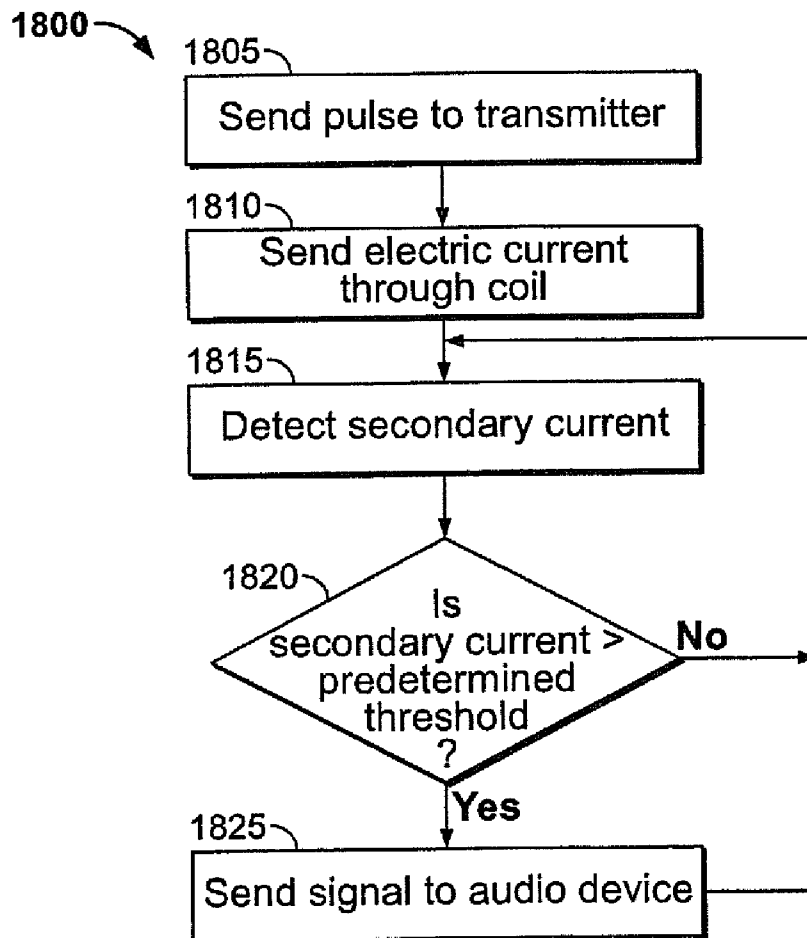 1800
1805
Send pulse to transmitter
1810
Send electric current
through coil
1815
Detect secondary current
1820
Is
secondary current >
predetermined
threshold
?
No
Yes
1825
Send signal to audio device